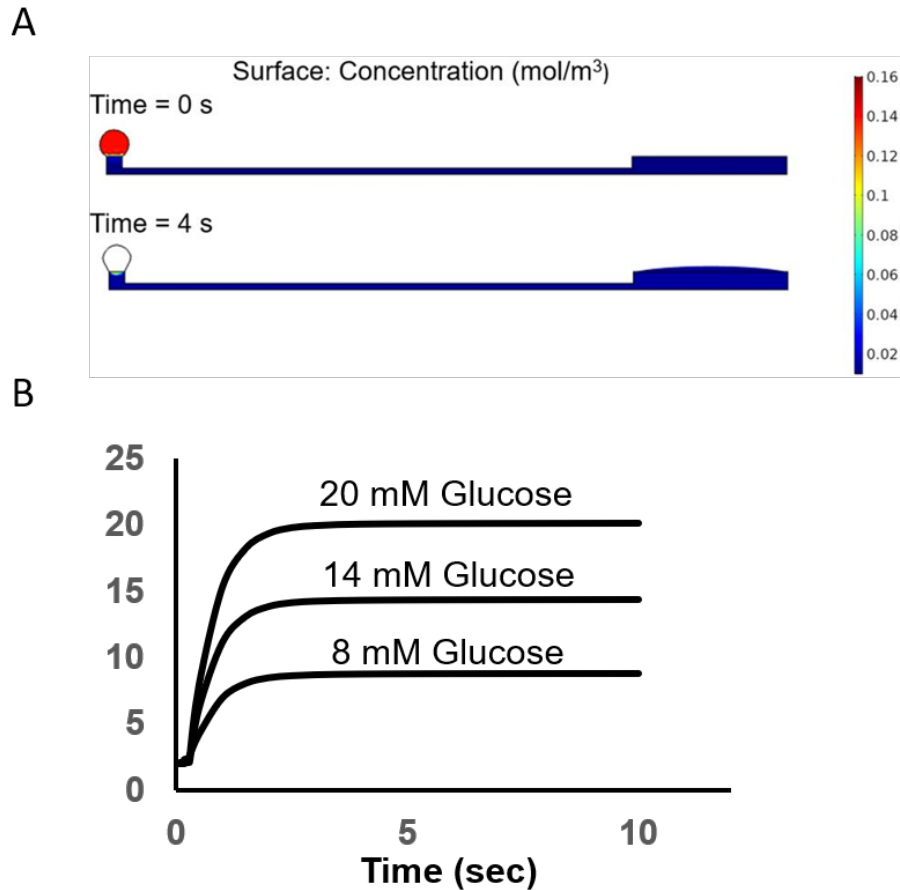 A
Surface: Concentration (mol/m³)
Time = 0 s
0.16
0.14
0.12
0.1
0.08
0.06
0.04
0.02
Time = 4 s
B
25
20
15
10
5
0
20 mM Glucose
14 mM Glucose
8 mM Glucose
0 5 10
Time (sec)